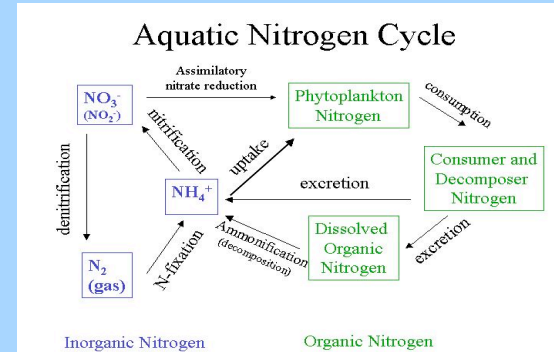 Aquatic Nitrogen Cycle
Assimilatory
nitrate reduction
NO₃⁻
(NO₂⁻)
Phytoplankton
Nitrogen
consumption
nitrification
uptake
denitrification
NH₄⁺
excretion
Consumer and
Decomposer
Nitrogen
N-fixation
Ammonification
(decomposition)
Dissolved
Organic
Nitrogen
excretion
N₂
(gas)
Inorganic Nitrogen
Organic Nitrogen